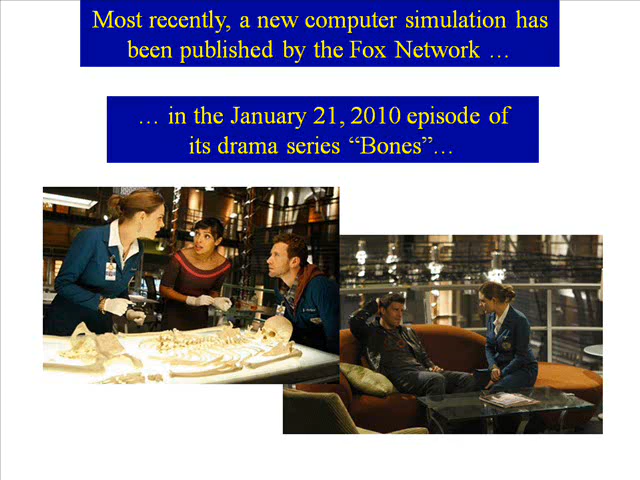 Most recently, a new computer simulation has
been published by the Fox Network …
… in the January 21, 2010 episode of
its drama series “Bones”…